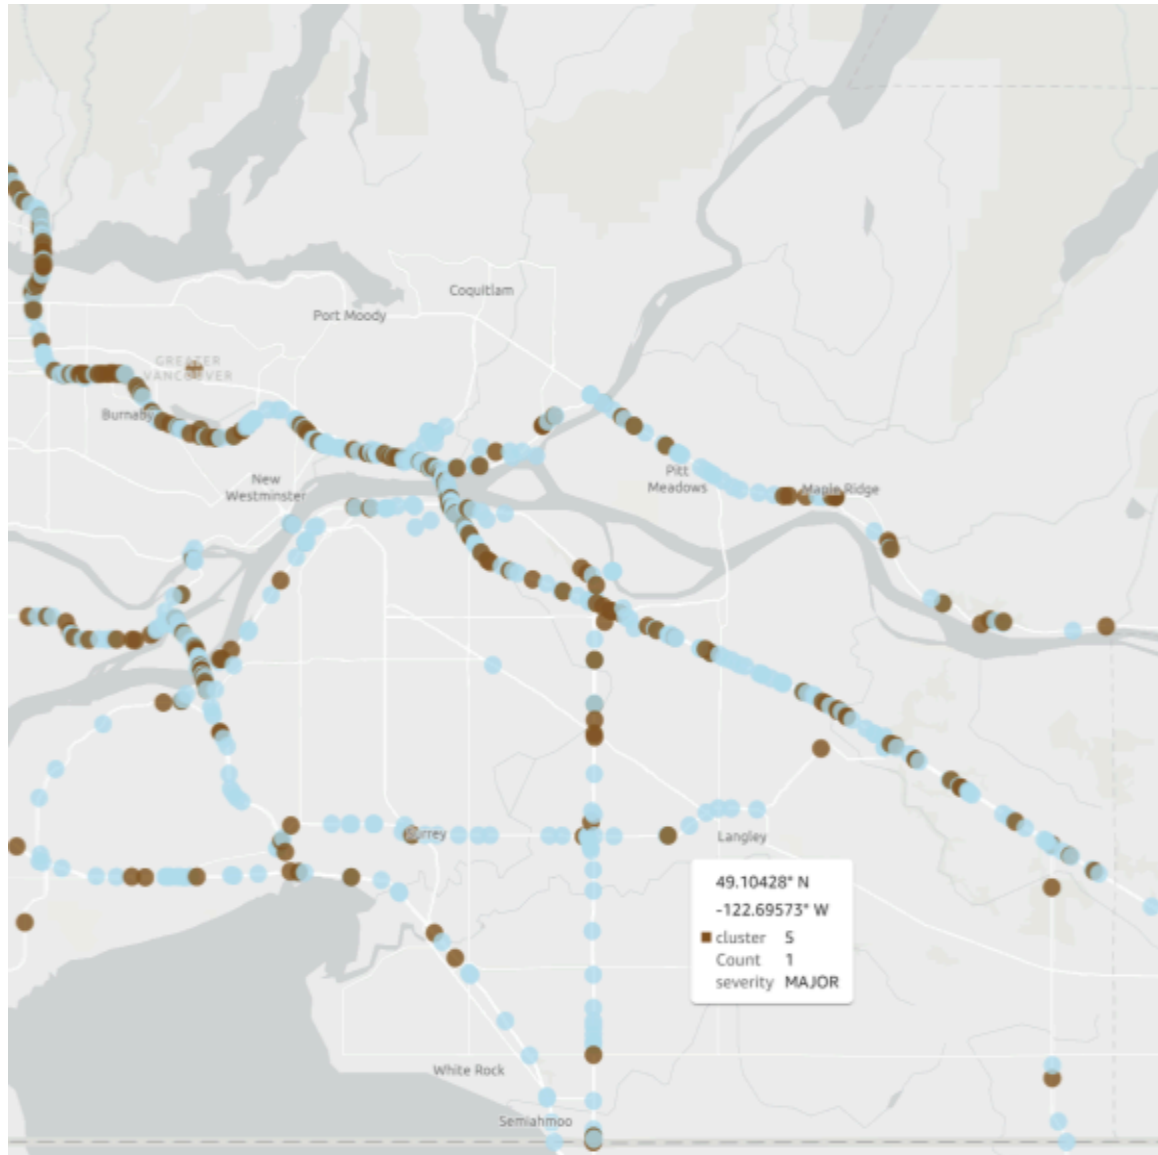 Coquitlam
Port Moody
GREATER
VANCOUVER
Burnaby
New
Westminster
Pitt
Meadows
Maple Ridge
Surrey
Langley
49.10428° N
-122.69573° W
cluster 5
Count 1
severity MAJOR
White Rock
Semiahmoo